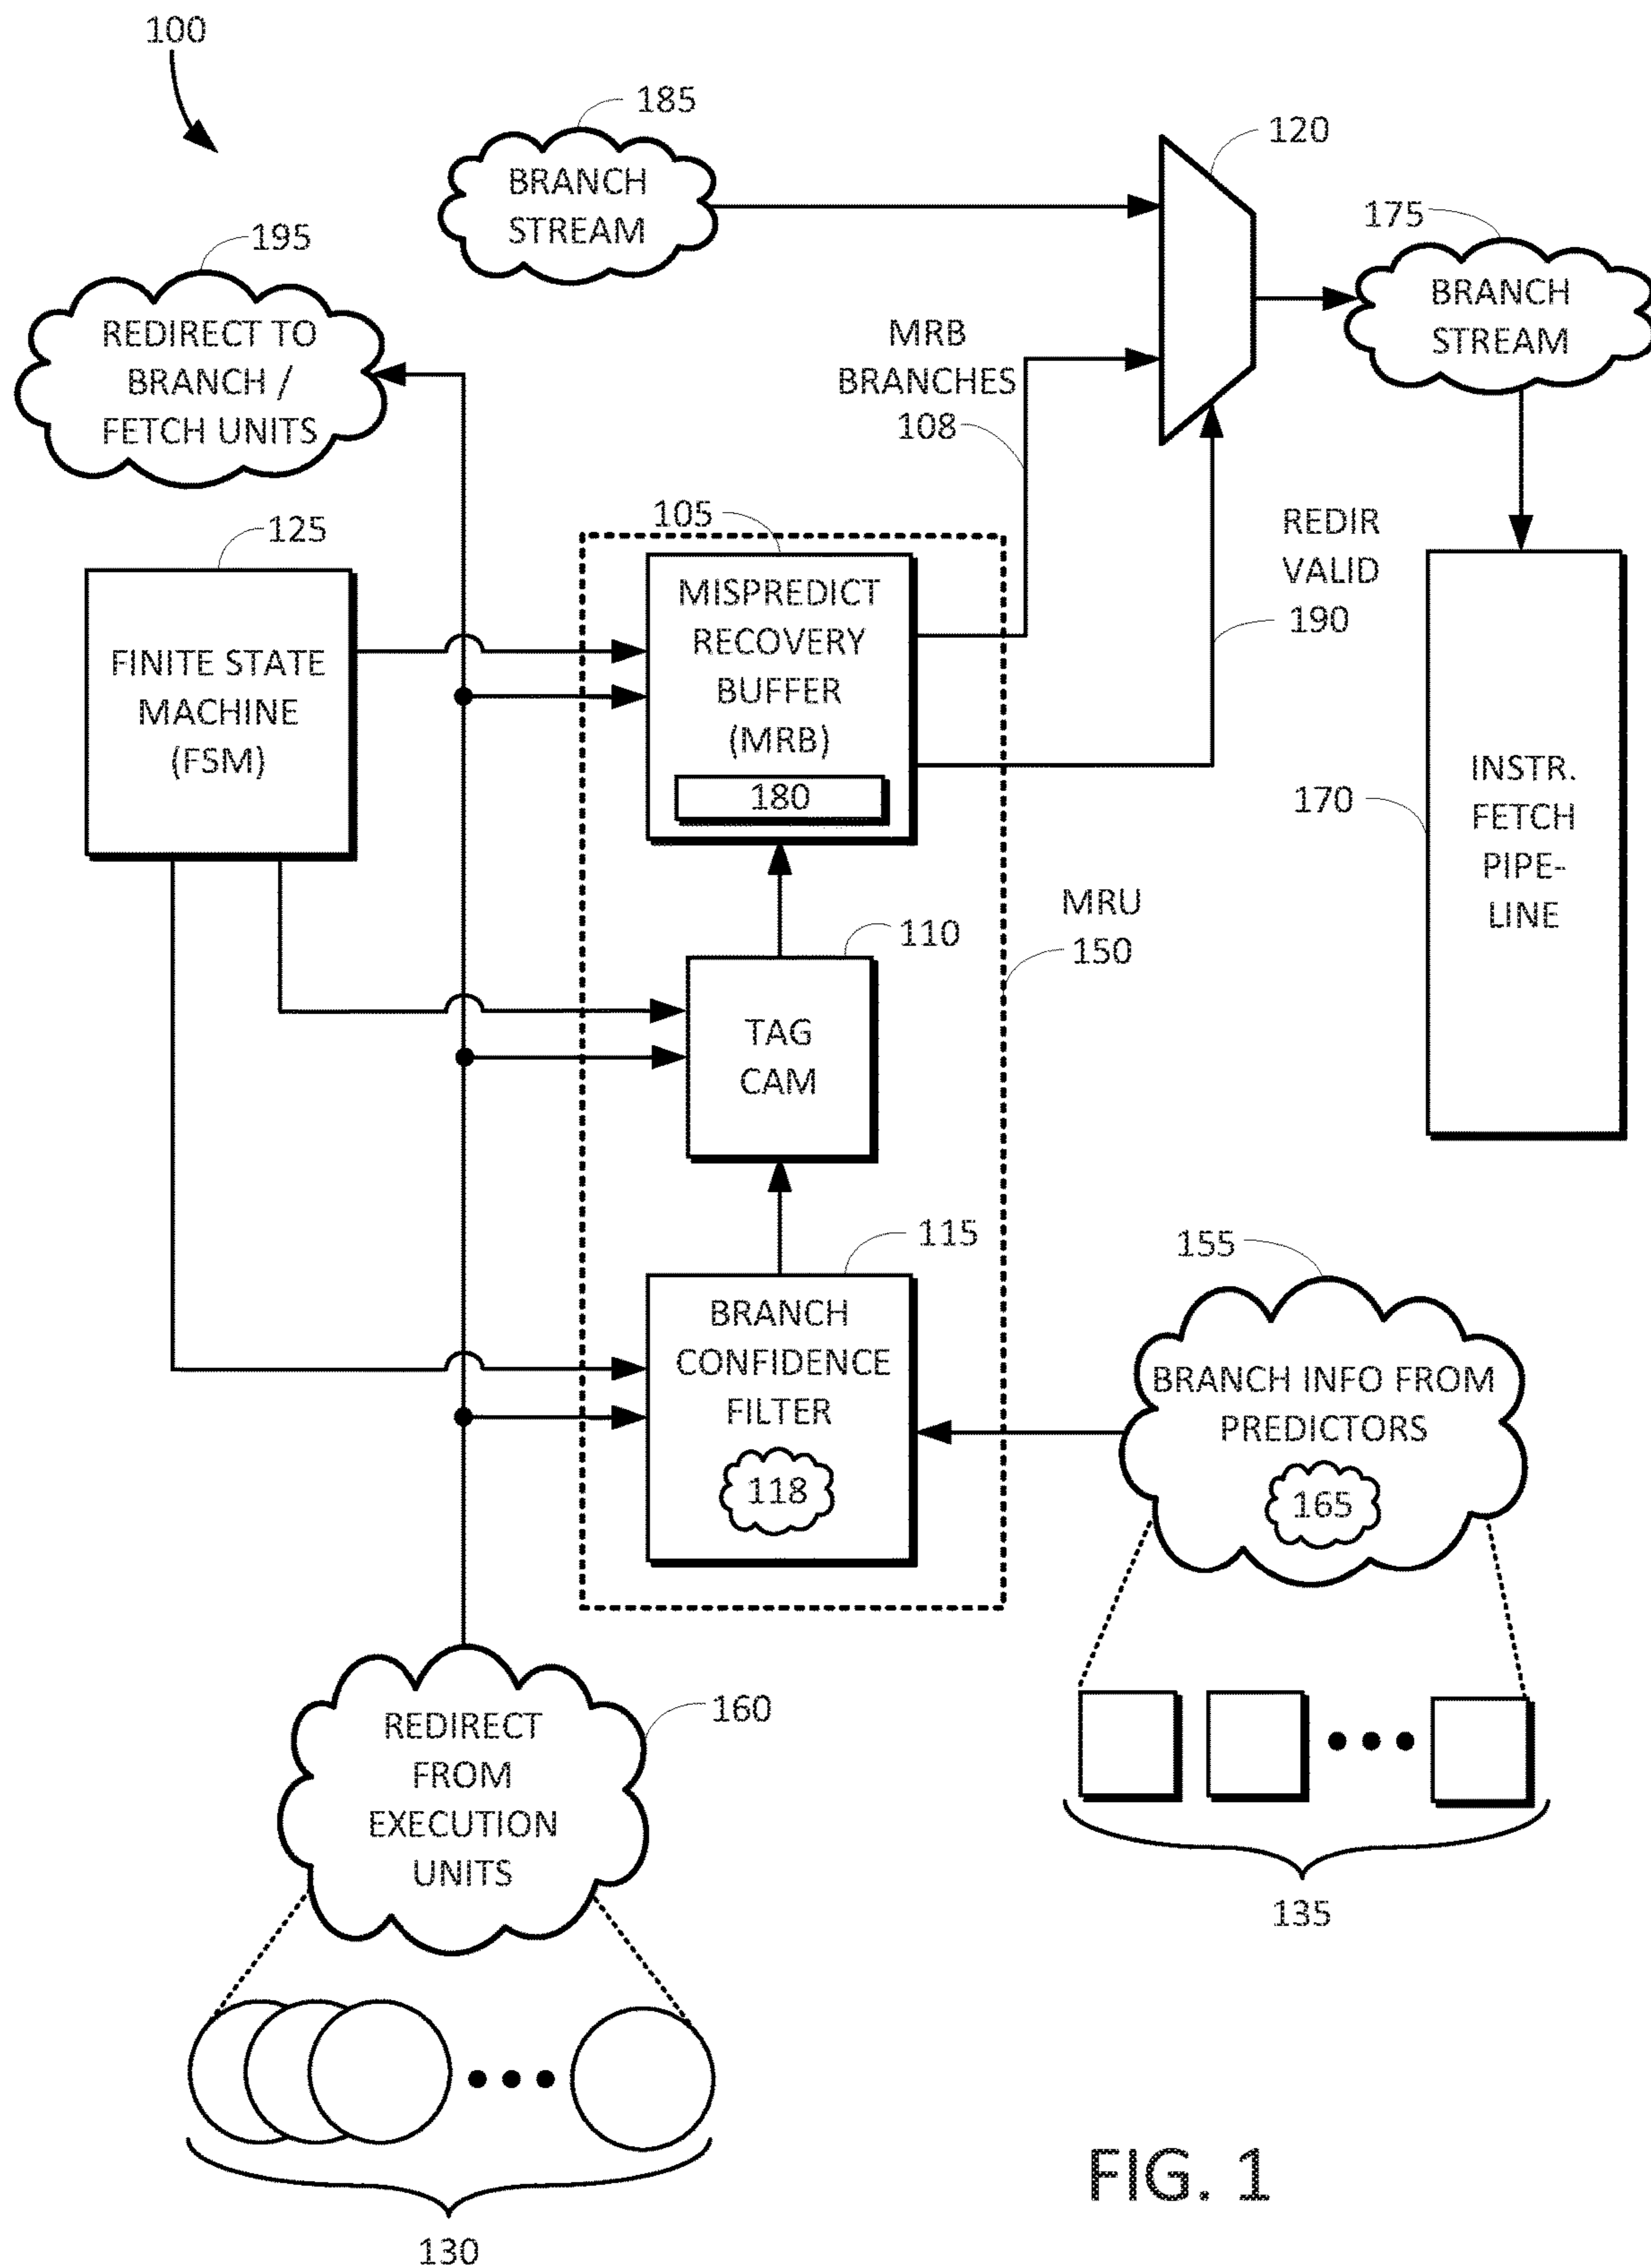 100
185
BRANCH
STREAM
120
175
BRANCH
STREAM
195
REDIRECT TO
BRANCH /
FETCH UNITS
MRB
BRANCHES
108
125
FINITE STATE
MACHINE
(FSM)
105
MISPREDICT
RECOVERY
BUFFER
(MRB)
180
REDIR
VALID
190
170
INSTR.
FETCH
PIPE-
LINE
MRU
150
110
TAG
CAM
115
BRANCH
CONFIDENCE
FILTER
118
155
BRANCH INFO FROM
PREDICTORS
165
160
REDIRECT
FROM
EXECUTION
UNITS
135
130
FIG. 1